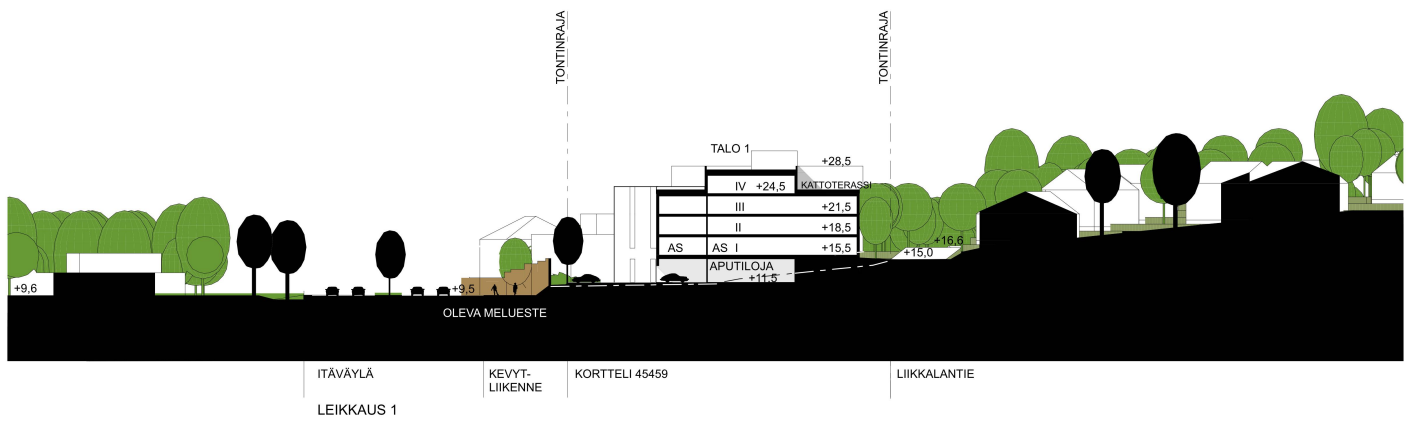 TONTINRAJA
TONTINRAJA
TALO 1
+28,5
IV +24,5 KATTOTERASSI
III +21,5
II +18,5
AS AS I +15,5
+16,6
+15,0
APUTILOJA
+11,5
+9,6
+9,5
OLEVA MELUESTE
ITÄVÄYLÄ
KEVYT-
LIIKENNE
KORTTELI 45459
LIIKKALANTIE
LEIKKAUS 1